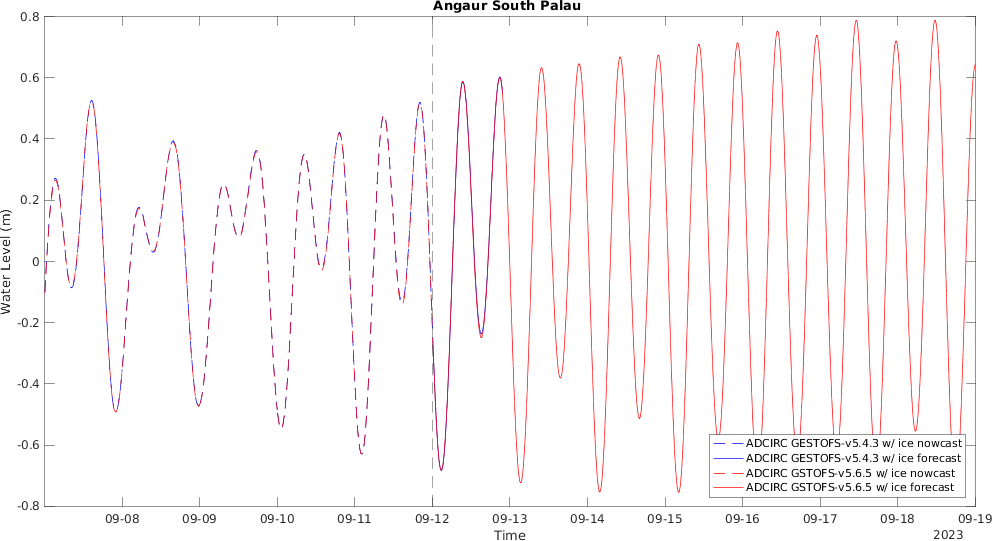 Angaur South Palau
0.8
0.6
0.4
0.2
0
-0.2
-0.4
-0.6
-0.8
Water Level (m)
ADCIRC GESTOFS-v5.4.3 w/ ice nowcast
ADCIRC GESTOFS-v5.4.3 w/ ice forecast
ADCIRC GSTOFS-v5.6.5 w/ ice nowcast
ADCIRC GSTOFS-v5.6.5 w/ ice forecast
09-08 09-09 09-10 09-11 09-12 09-13 09-14 09-15 09-16 09-17 09-18 09-19
Time
2023